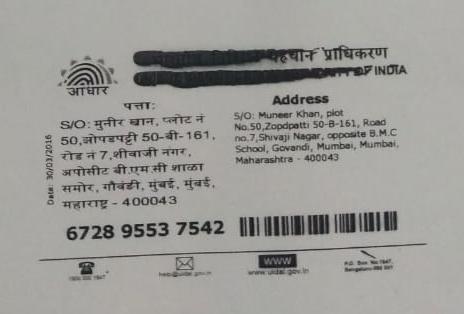 पहचान प्राधिकरण
OF INDIA
आधार
पत्ता:
S/O: मुनीर खान, प्लोट नं
50,झोपडपट्टी 50-बी-161,
रोड नं 7,शीवाजी नगर,
अपोसीट बी.एम.सी शाळा
समोर, गौवंडी, मुंबई, मुंबई,
महाराष्ट्र - 400043
Address
S/O: Muneer Khan, plot
No.50,Zopdpatti 50-B-161, Road
no.7,Shivaji Nagar, opposite B.M.C
School, Govandi, Mumbai, Mumbai,
Maharashtra - 400043
Date: 30/03/2016
6728 9553 7542
1800 300 1947
help@uidai.gov.in
WWW
www.uidai.gov.in
P.O. Box No.1947,
Bengaluru-560 001